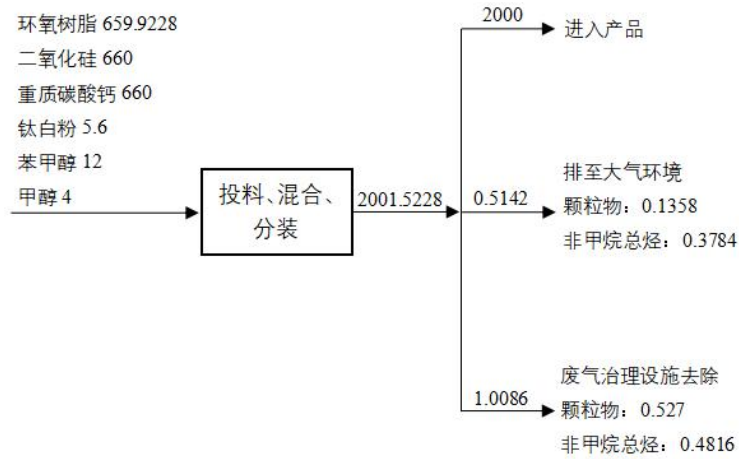 环氧树脂 659.9228
二氧化硅 660
重质碳酸钙 660
钛白粉 5.6
苯甲醇 12
甲醇 4
投料、混合、
分装
2001.5228
2000
进入产品
0.5142
排至大气环境
颗粒物：0.1358
非甲烷总烃：0.3784
1.0086
废气治理设施去除
颗粒物：0.527
非甲烷总烃：0.4816